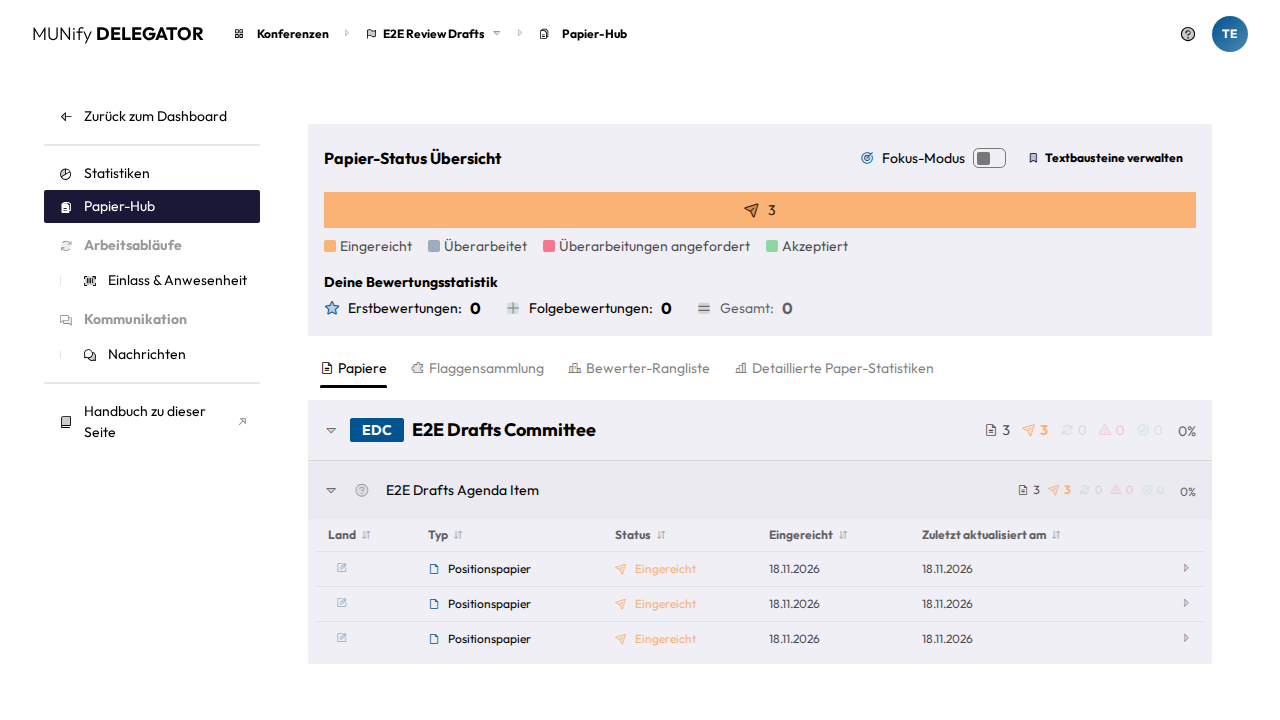 MUNify DELEGATOR Konferenzen E2E Review Drafts Papier-Hub TE
Zurück zum Dashboard
Statistiken
Papier-Hub
Arbeitsabläufe
Einlass & Anwesenheit
Kommunikation
Nachrichten
Handbuch zu dieser
Seite
Papier-Status Übersicht Fokus-Modus Textbausteine verwalten
3
Eingereicht Überarbeitet Überarbeitungen angefordert Akzeptiert
Deine Bewertungsstatistik
Erstbewertungen: 0 Folgebewertungen: 0 Gesamt: 0
Papiere Flaggensammlung Bewerter-Rangliste Detaillierte Paper-Statistiken
EDC E2E Drafts Committee 3 3 0 0 0 0%
E2E Drafts Agenda Item 3 3 0 0 0 0%
Land Typ Status Eingereicht Zuletzt aktualisiert am
Positionspapier Eingereicht 18.11.2026 18.11.2026
Positionspapier Eingereicht 18.11.2026 18.11.2026
Positionspapier Eingereicht 18.11.2026 18.11.2026